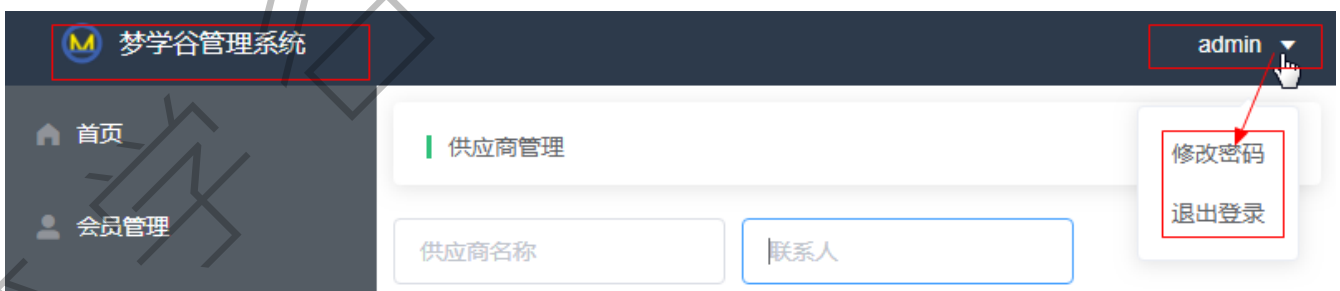 梦学谷管理系统
admin
首页
供应商管理
修改密码
会员管理
退出登录
供应商名称
联系人